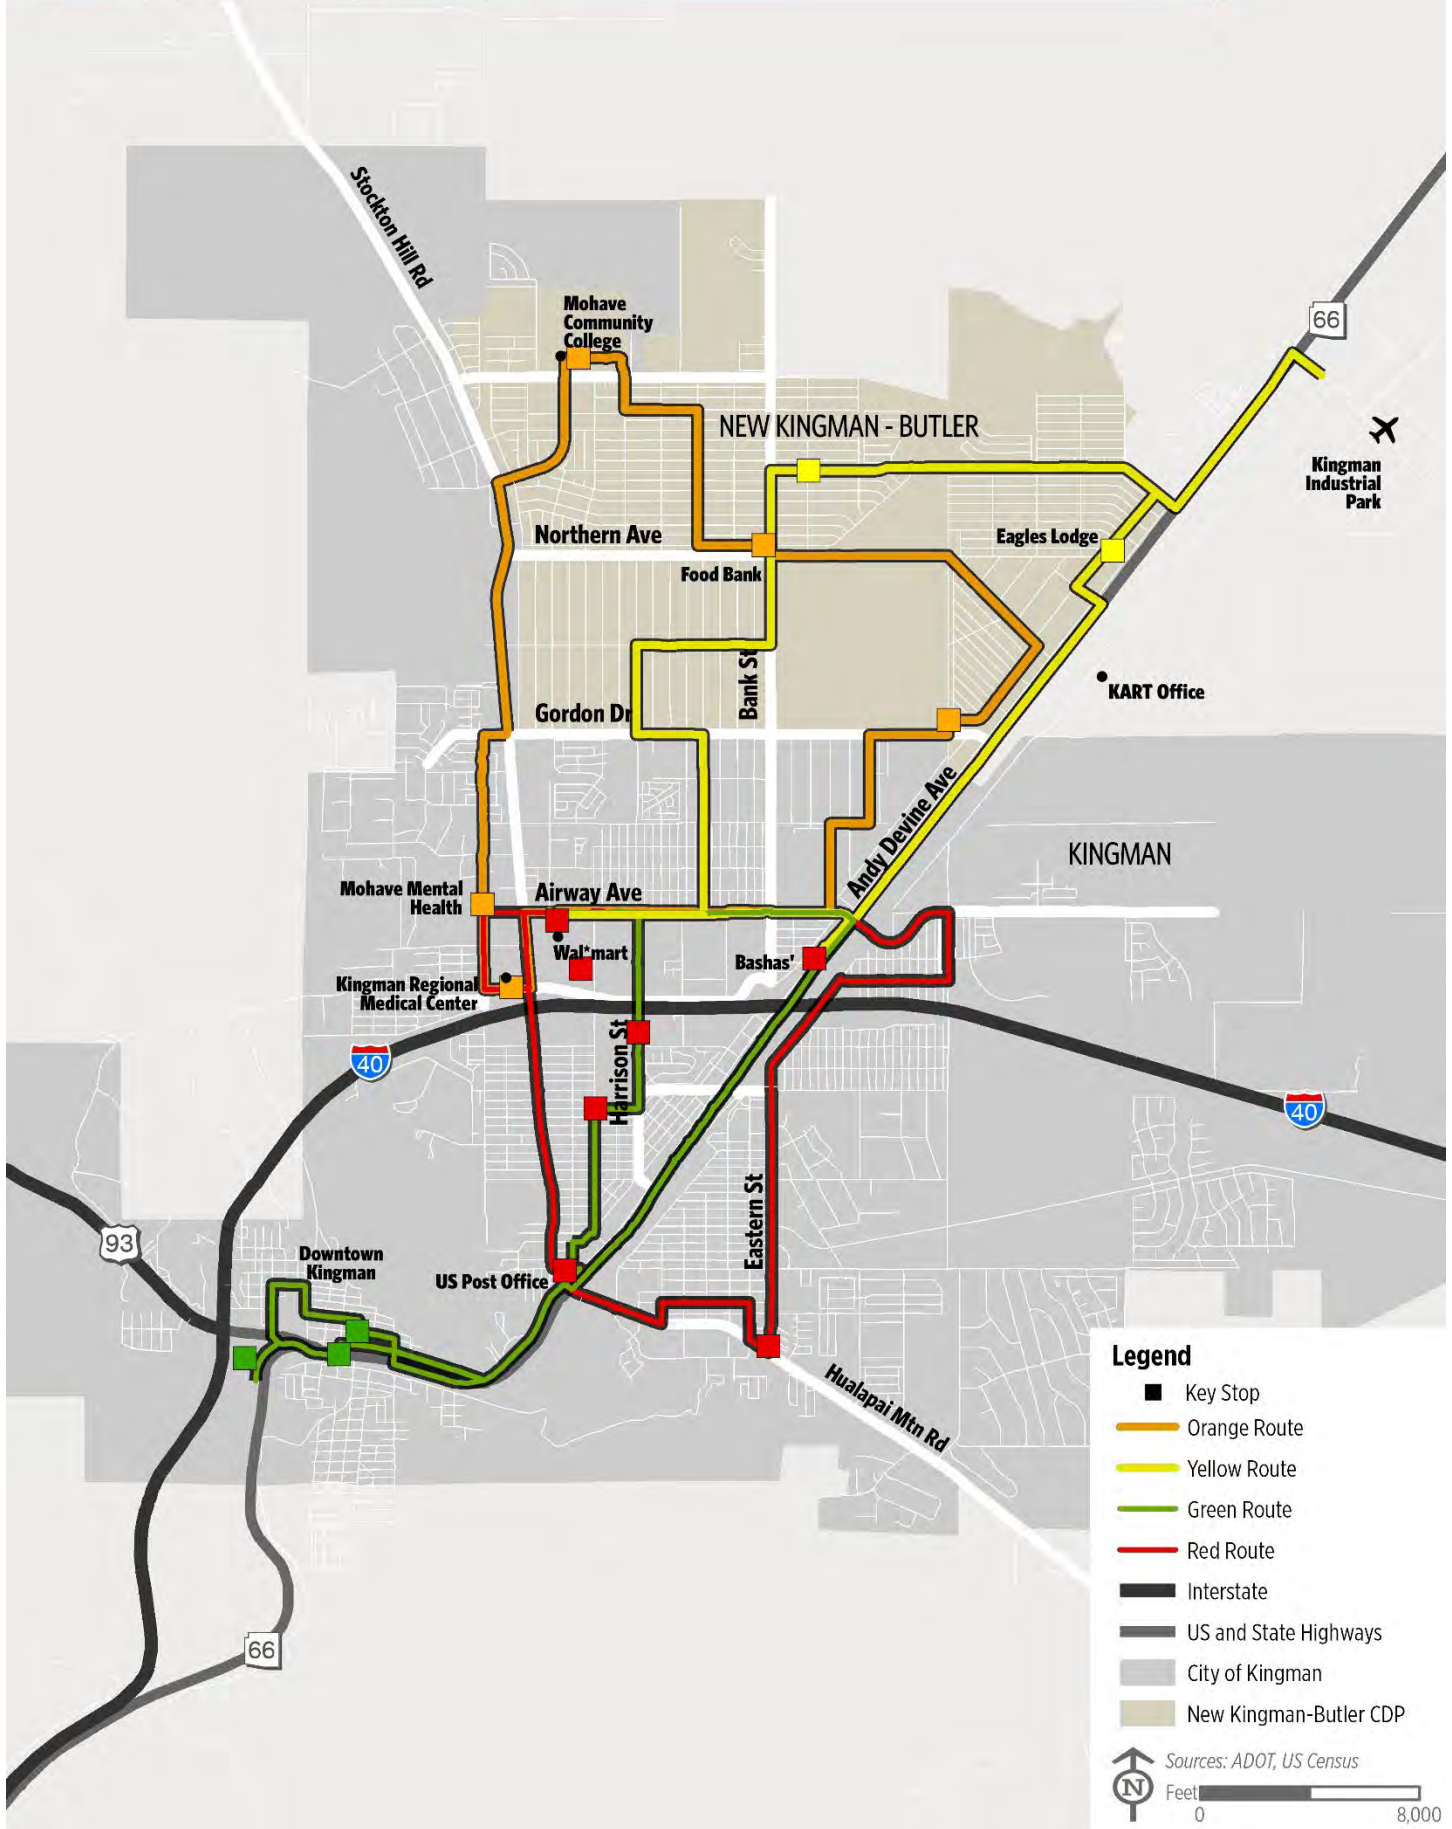 Stockton Hill Rd
Mohave
Community
College
66
NEW KINGMAN - BUTLER
Kingman
Industrial
Park
Northern Ave
Eagles Lodge
Food Bank
Bank St
KART Office
Gordon Dr
Andy Devine Ave
KINGMAN
Mohave Mental
Health
Airway Ave
Wal*mart
Bashas'
Kingman Regional
Medical Center
Harrison St
40
40
Eastern St
93
Downtown
Kingman
US Post Office
Hualapai Mtn Rd
66
Legend
Key Stop
Orange Route
Yellow Route
Green Route
Red Route
Interstate
US and State Highways
City of Kingman
New Kingman-Butler CDP
Sources: ADOT, US Census
N
Feet
0 8,000